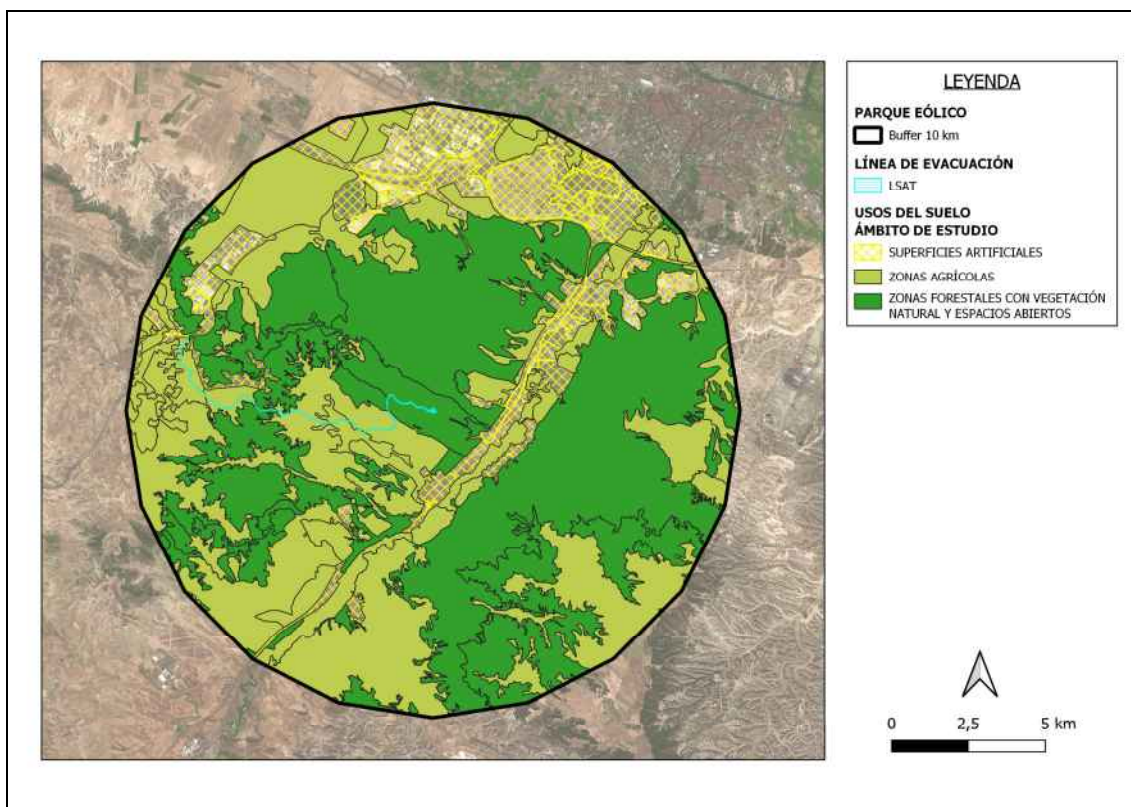 LEYENDA
PARQUE EÓLICO
Buffer 10 km
LÍNEA DE EVACUACIÓN
LSAT
USOS DEL SUELO
ÁMBITO DE ESTUDIO
SUPERFICIES ARTIFICIALES
ZONAS AGRÍCOLAS
ZONAS FORESTALES CON VEGETACIÓN
NATURAL Y ESPACIOS ABIERTOS
0 2,5 5 km